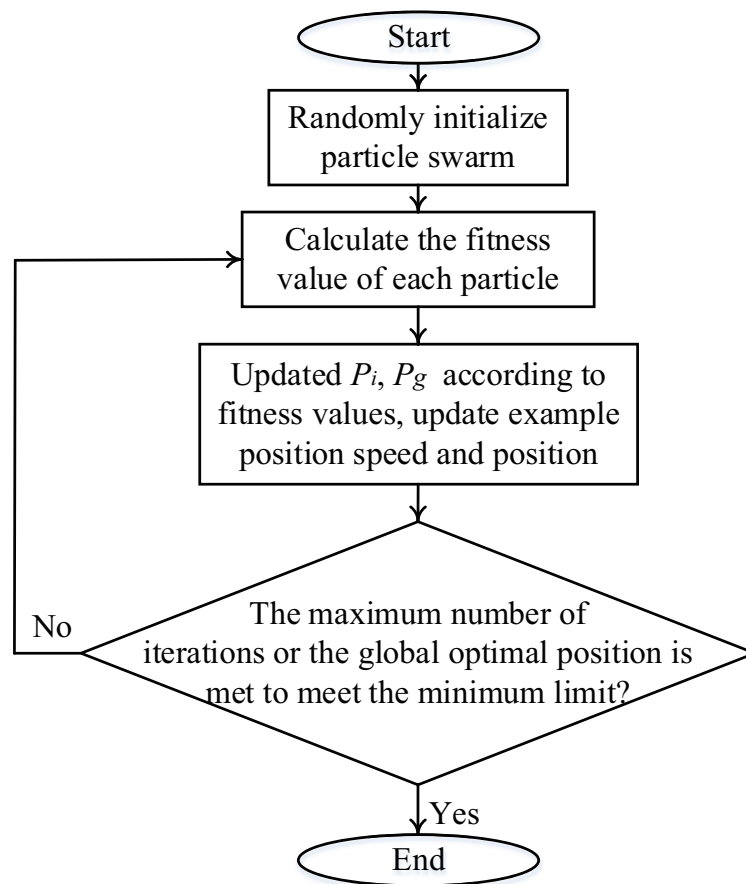 Start
Randomly initialize
particle swarm
Calculate the fitness
value of each particle
Updated Pi, Pg according to
fitness values, update example
position speed and position
No
The maximum number of
iterations or the global optimal position is
met to meet the minimum limit?
Yes
End